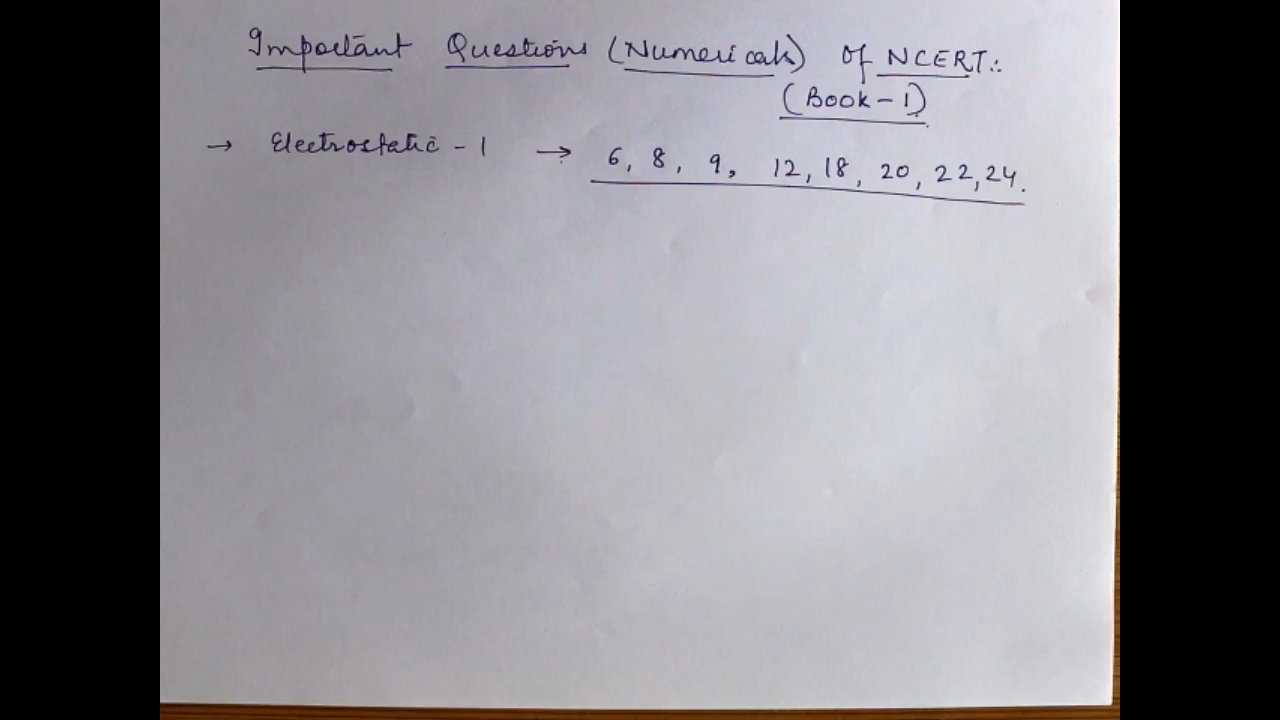 Important Questions (Numericals) Of NCERT:.
(Book - 1)
→ Electrostatic - 1 → 6, 8, 9, 12, 18, 20, 22, 24.